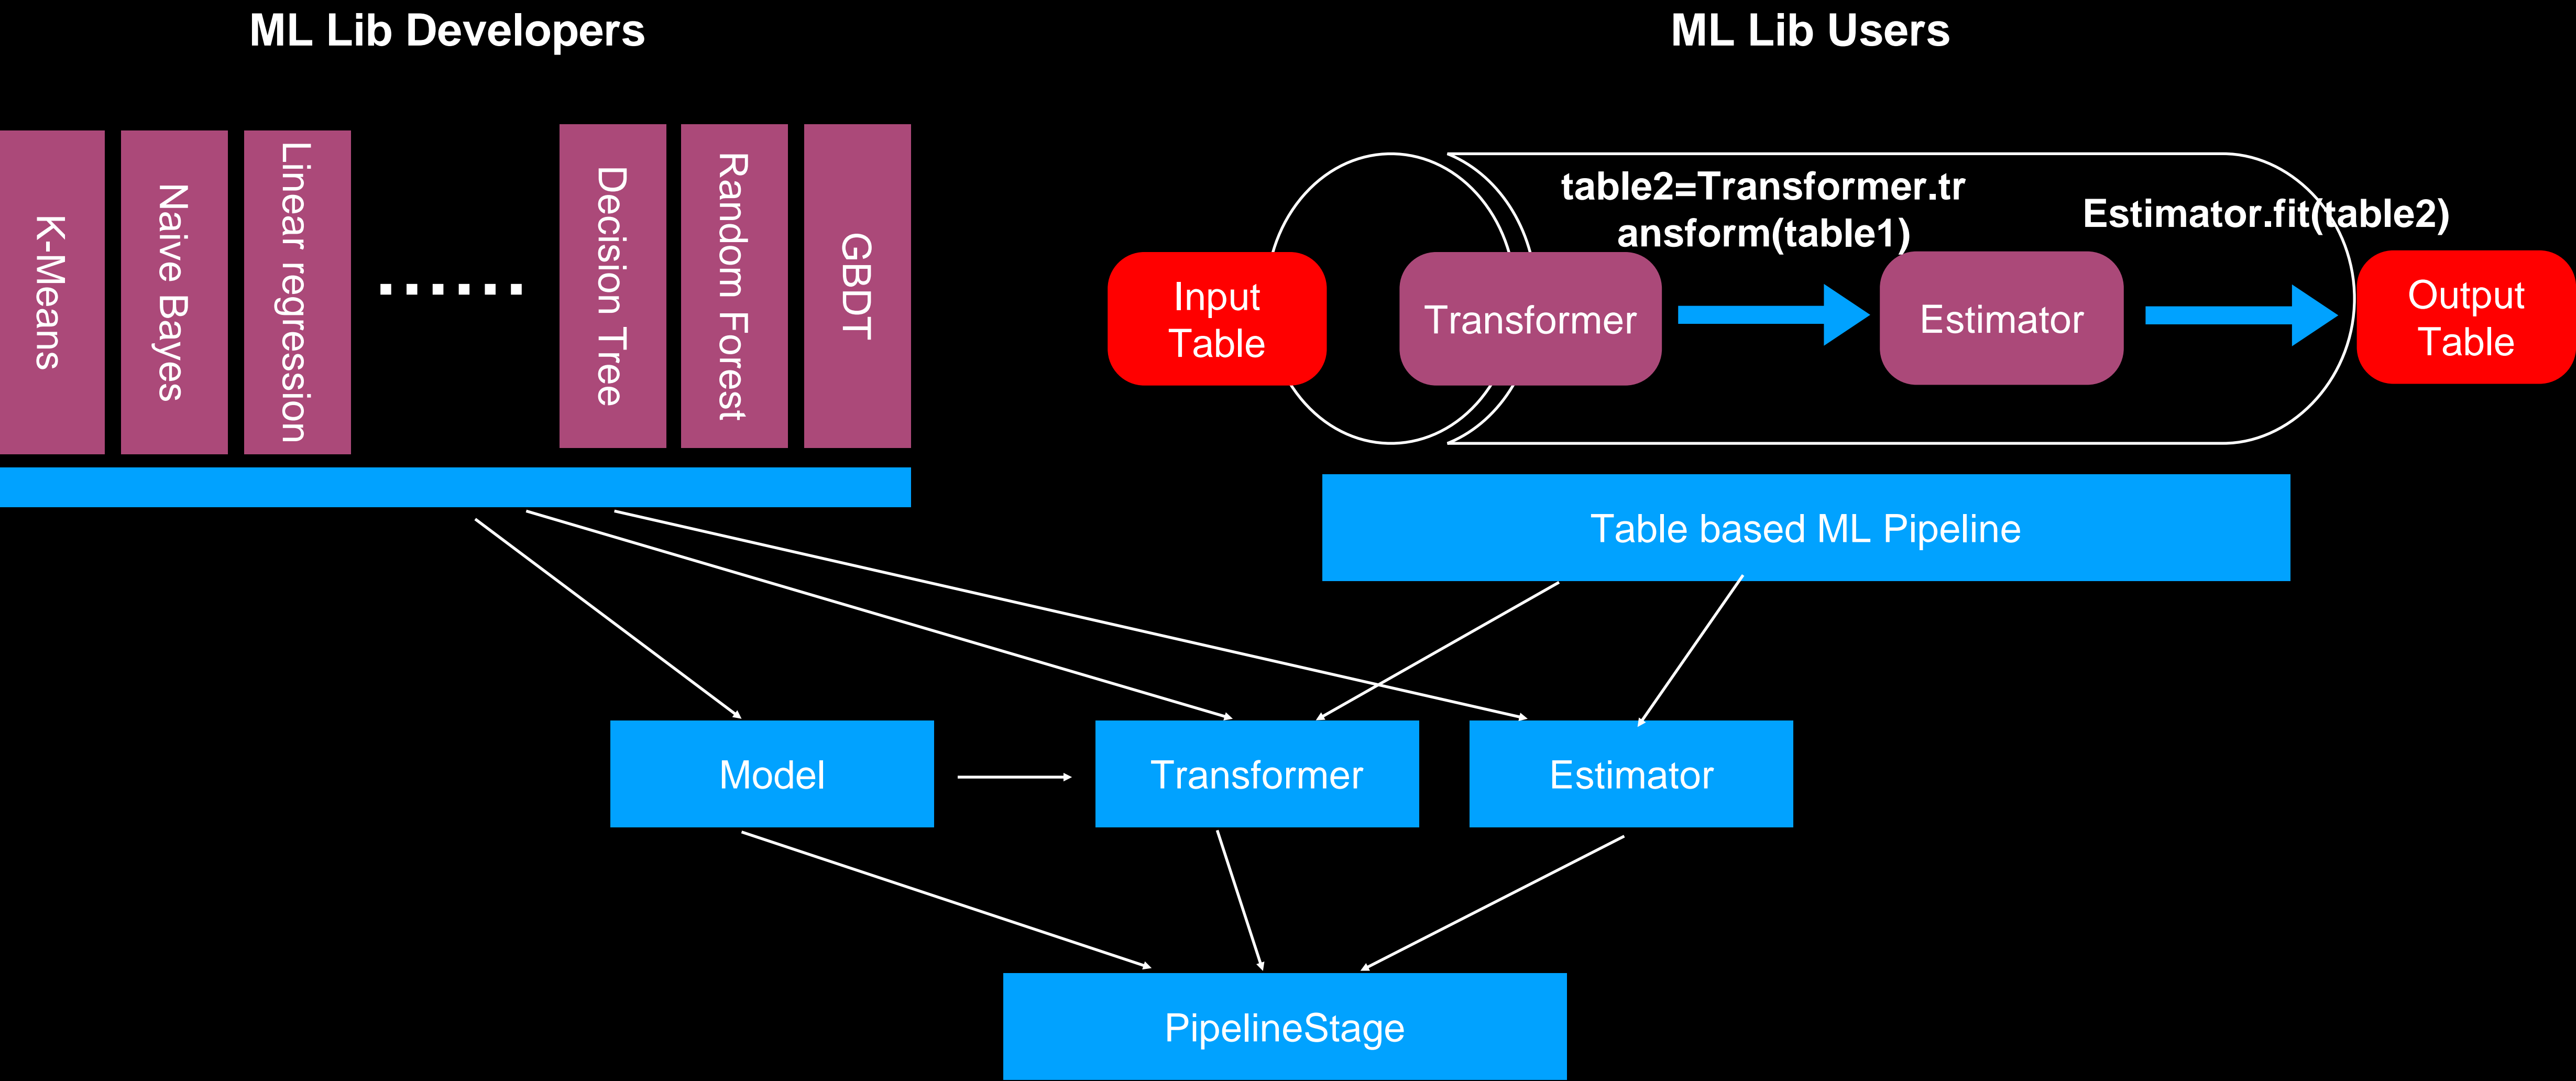 ML Lib Developers
ML Lib Users
K-Means
Naive Bayes
Linear regression
......
Decision Tree
Random Forest
GBDT
table2=Transformer.tr
ansform(table1)
Estimator.fit(table2)
Input
Table
Transformer
Estimator
Output
Table
Table based ML Pipeline
Model
Transformer
Estimator
PipelineStage